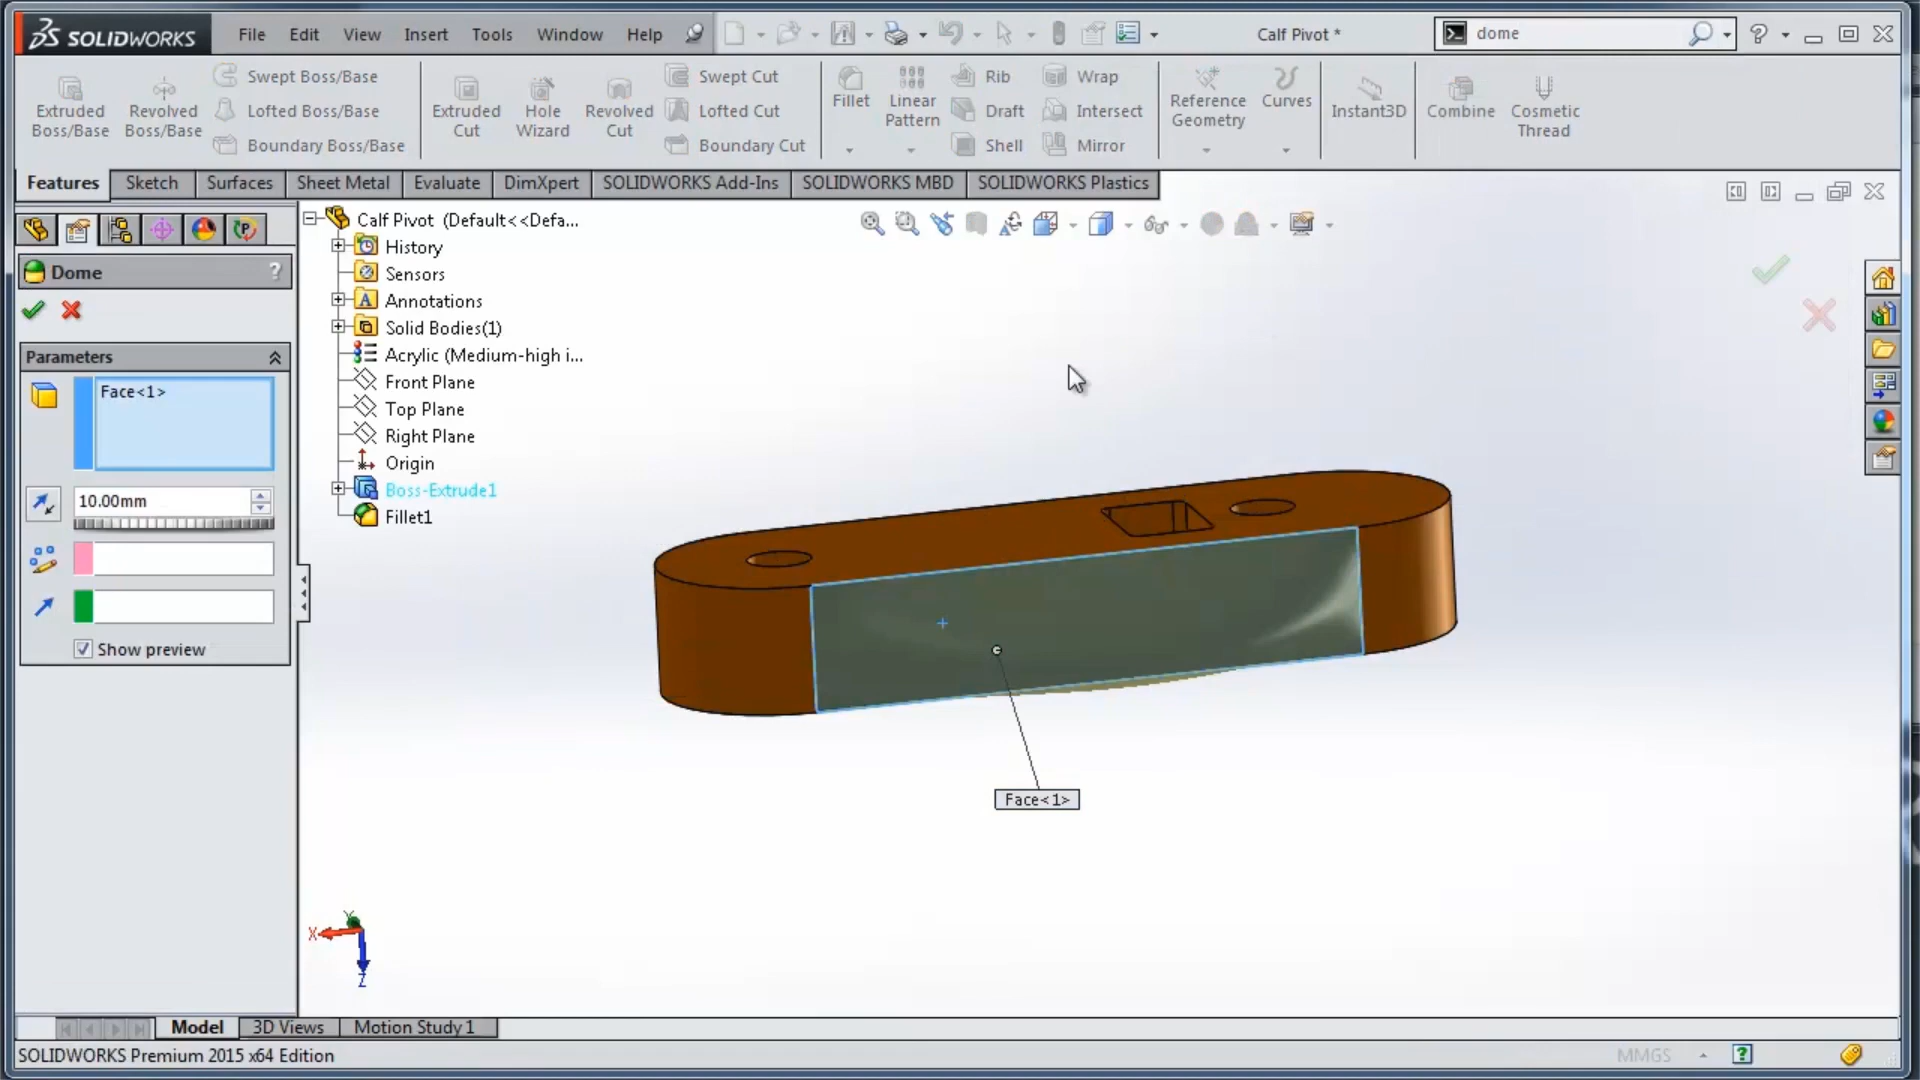 SOLIDWORKS File Edit View Insert Tools Window Help Calf Pivot * dome
Extruded Boss/Base
Revolved Boss/Base
Swept Boss/Base
Lofted Boss/Base
Boundary Boss/Base
Extruded Cut
Hole Wizard
Revolved Cut
Swept Cut
Lofted Cut
Boundary Cut
Fillet
Linear Pattern
Rib
Draft
Shell
Wrap
Intersect
Mirror
Reference Geometry
Curves
Instant3D
Combine
Cosmetic Thread
Features Sketch Surfaces Sheet Metal Evaluate DimXpert SOLIDWORKS Add-Ins SOLIDWORKS MBD SOLIDWORKS Plastics
Dome ?
Parameters
Face<1>
10.00mm
Show preview
Calf Pivot (Default<<Defa...
History
Sensors
Annotations
Solid Bodies(1)
Acrylic (Medium-high i...
Front Plane
Top Plane
Right Plane
Origin
Boss-Extrude1
Fillet1
Face<1>
Y
X
Z
Model 3D Views Motion Study 1
SOLIDWORKS Premium 2015 x64 Edition MMGS